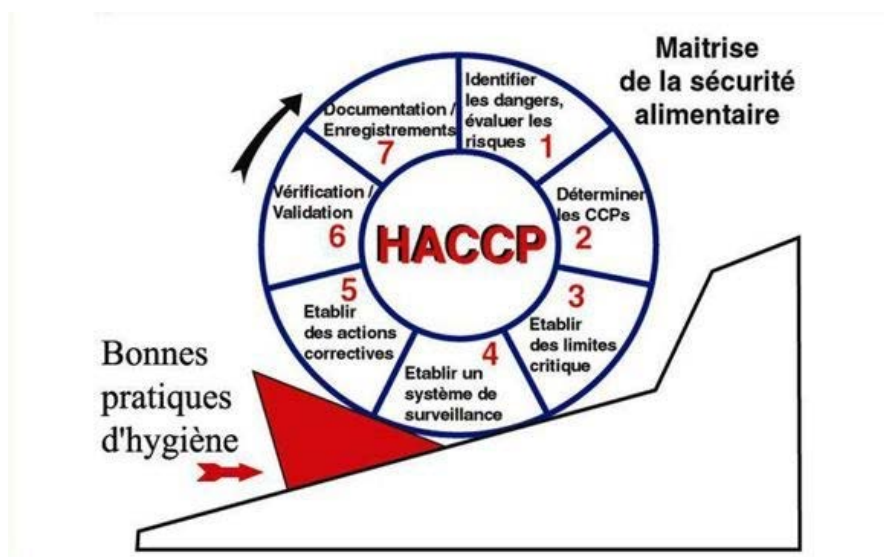 Maitrise
de la sécurité
alimentaire
Identifier
les dangers,
évaluer les
risques
1
Déterminer
les CCPs
2
3
Etablir
des limites
critique
4
Etablir un
système de
surveillance
5
Etablir
des actions
correctives
Vérification /
Validation
6
Documentation /
Enregistrements
7
HACCP
Bonnes
pratiques
d'hygiène